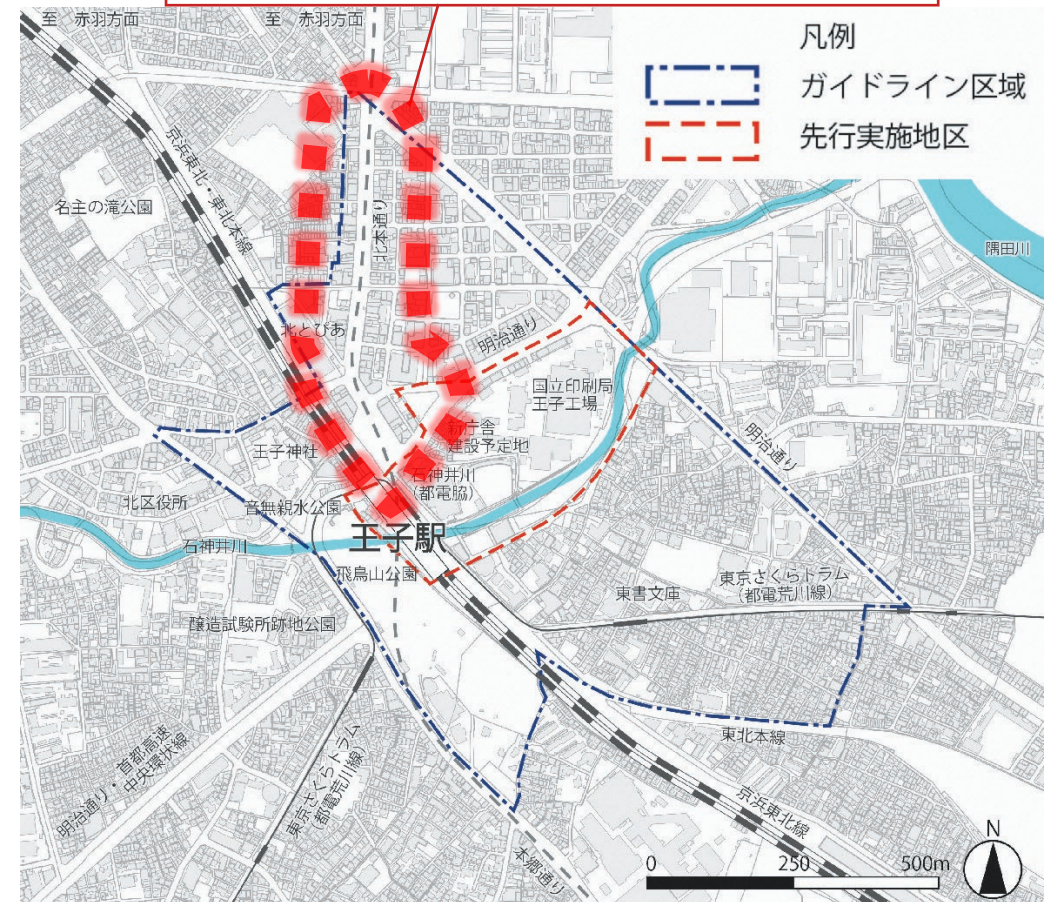 至 赤羽方面
至 赤羽方面
凡例
ガイドライン区域
先行実施地区
京浜東北・東北本線
名主の滝公園
北本通り
隅田川
北とぴあ
明治通り
国立印刷局
王子工場
新庁舎
建設予定地
明治通り
王子神社
石神井川
(都電脇)
北区役所
音無親水公園
王子駅
石神井川
飛鳥山公園
東書文庫
東京さくらトラム
(都電荒川線)
醸造試験所跡地公園
東北本線
明治通り・首都高速
中央環状線
東京さくらトラム
(都電荒川線)
京浜東北線
本郷通り
0 250 500m
N